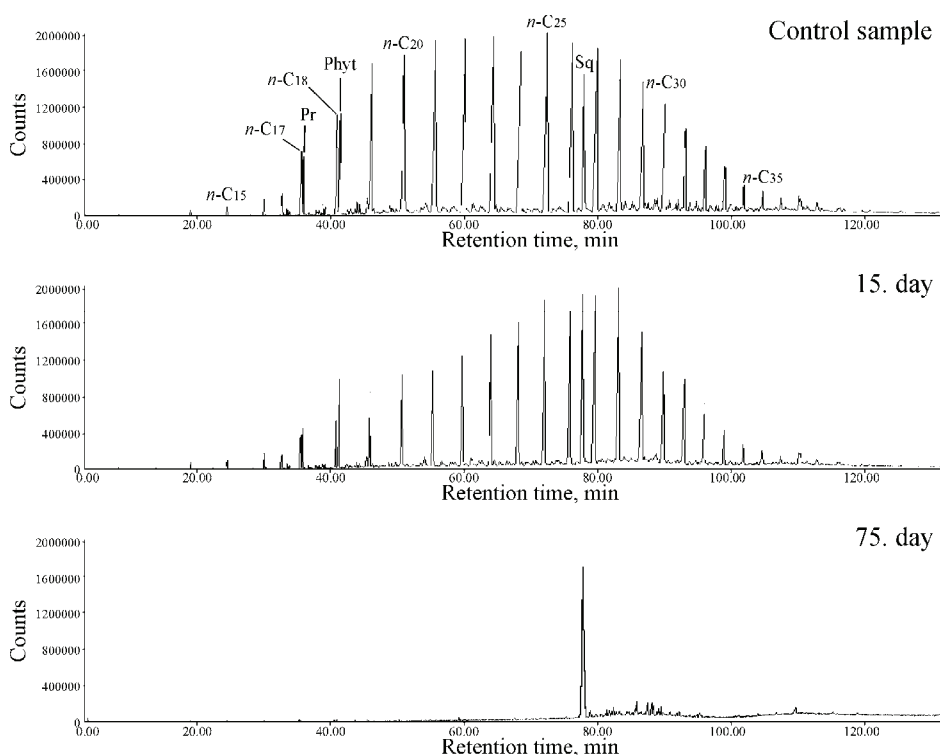 Control sample
Counts
2000000
1600000
1200000
800000
400000
0
n-C15
n-C17
Pr
n-C18
Phyt
n-C20
n-C25
Sq
n-C30
n-C35
0.00 20.00 40.00 60.00 80.00 100.00 120.00
Retention time, min
15. day
Counts
2000000
1600000
1200000
800000
400000
0
0.00 20.00 40.00 60.00 80.00 100.00 120.00
Retention time, min
75. day
Counts
2000000
1600000
1200000
800000
400000
0
0.00 20.00 40.00 60.00 80.00 100.00 120.00
Retention time, min